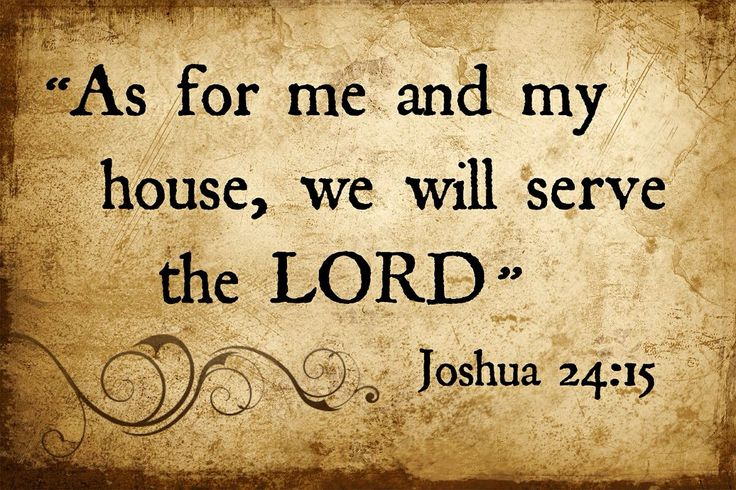 “As for me and my
house, we will serve
the LORD”
Joshua 24:15